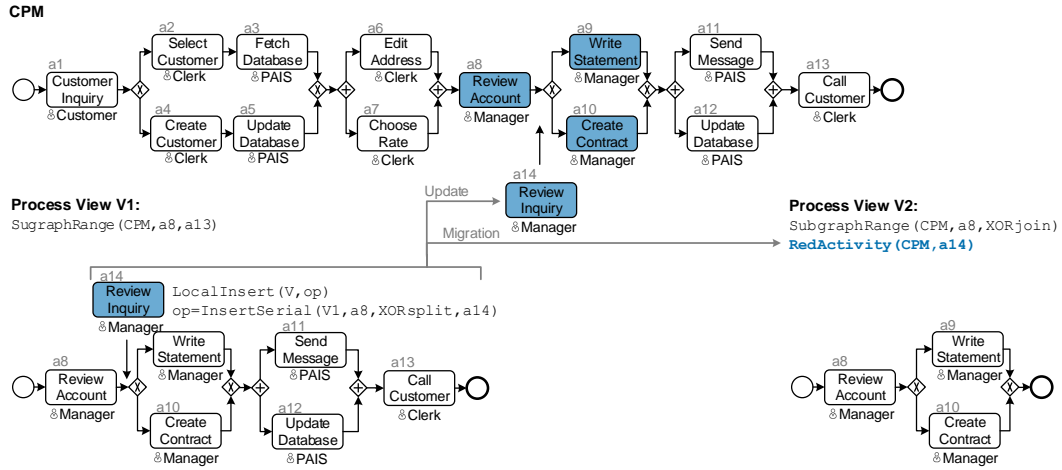 CPM
a1
Customer
Inquiry
Customer
a2
Select
Customer
Clerk
a3
Fetch
Database
PAIS
a4
Create
Customer
Clerk
a5
Update
Database
PAIS
a6
Edit
Address
Clerk
a7
Choose
Rate
Clerk
a8
Review
Account
Manager
a9
Write
Statement
Manager
a10
Create
Contract
Manager
a11
Send
Message
PAIS
a12
Update
Database
PAIS
a13
Call
Customer
Clerk
a14
Review
Inquiry
Manager
Update
Migration
Process View V1:
SugraphRange(CPM,a8,a13)
Process View V2:
SubgraphRange(CPM,a8,XORjoin)
RedActivity(CPM,a14)
a14
Review
Inquiry
Manager
LocalInsert(V,op)
op=InsertSerial(V1,a8,XORsplit,a14)
a8
Review
Account
Manager
Write
Statement
Manager
a10
Create
Contract
Manager
a11
Send
Message
PAIS
a12
Update
Database
PAIS
a13
Call
Customer
Clerk
a8
Review
Account
Manager
a9
Write
Statement
Manager
a10
Create
Contract
Manager